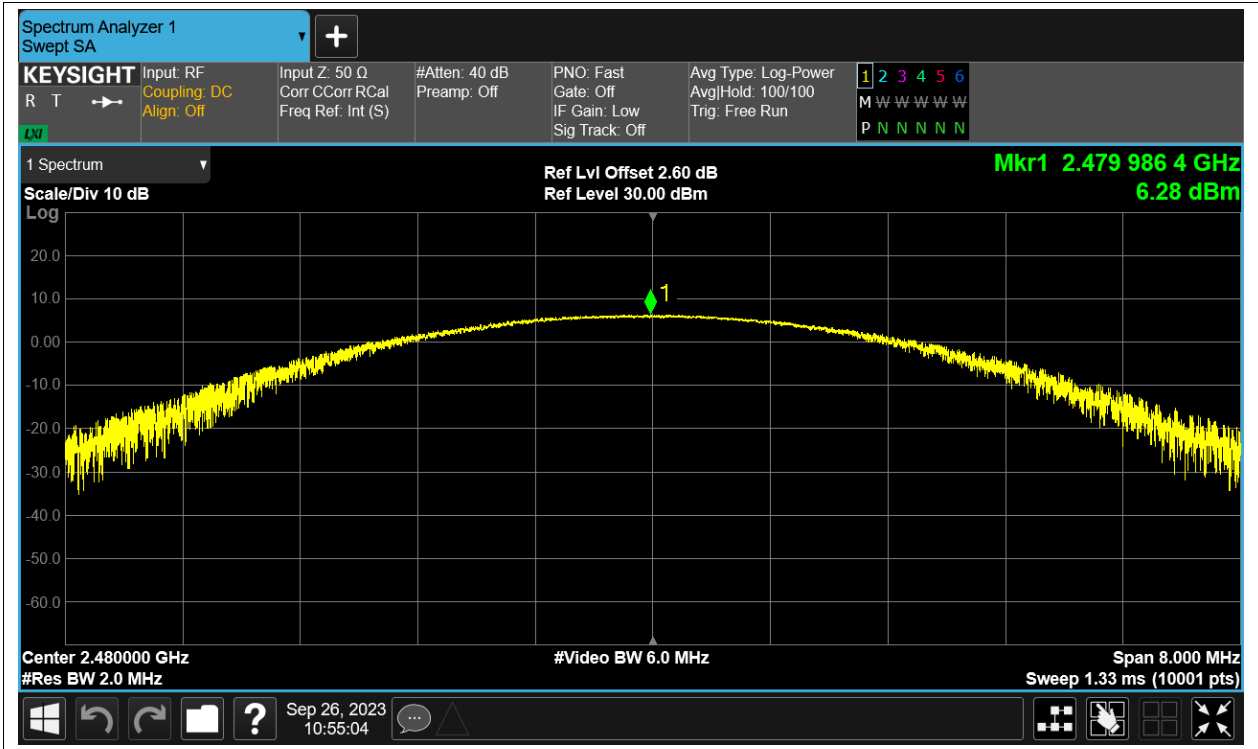 Spectrum Analyzer 1
Swept SA
KEYSIGHT
R T
LXI
Input: RF
Coupling: DC
Align: Off
Input Z: 50 Ω
Corr CCorr RCal
Freq Ref: Int (S)
#Atten: 40 dB
Preamp: Off
PNO: Fast
Gate: Off
IF Gain: Low
Sig Track: Off
Avg Type: Log-Power
Avg|Hold: 100/100
Trig: Free Run
1 2 3 4 5 6
M W W W W W
P N N N N N
1 Spectrum
Scale/Div 10 dB
Log
Ref Lvl Offset 2.60 dB
Ref Level 30.00 dBm
Mkr1 2.479 986 4 GHz
6.28 dBm
20.0
10.0
1
0.00
-10.0
-20.0
-30.0
-40.0
-50.0
-60.0
Center 2.480000 GHz
#Video BW 6.0 MHz
Span 8.000 MHz
#Res BW 2.0 MHz
Sweep 1.33 ms (10001 pts)
?
Sep 26, 2023
10:55:04